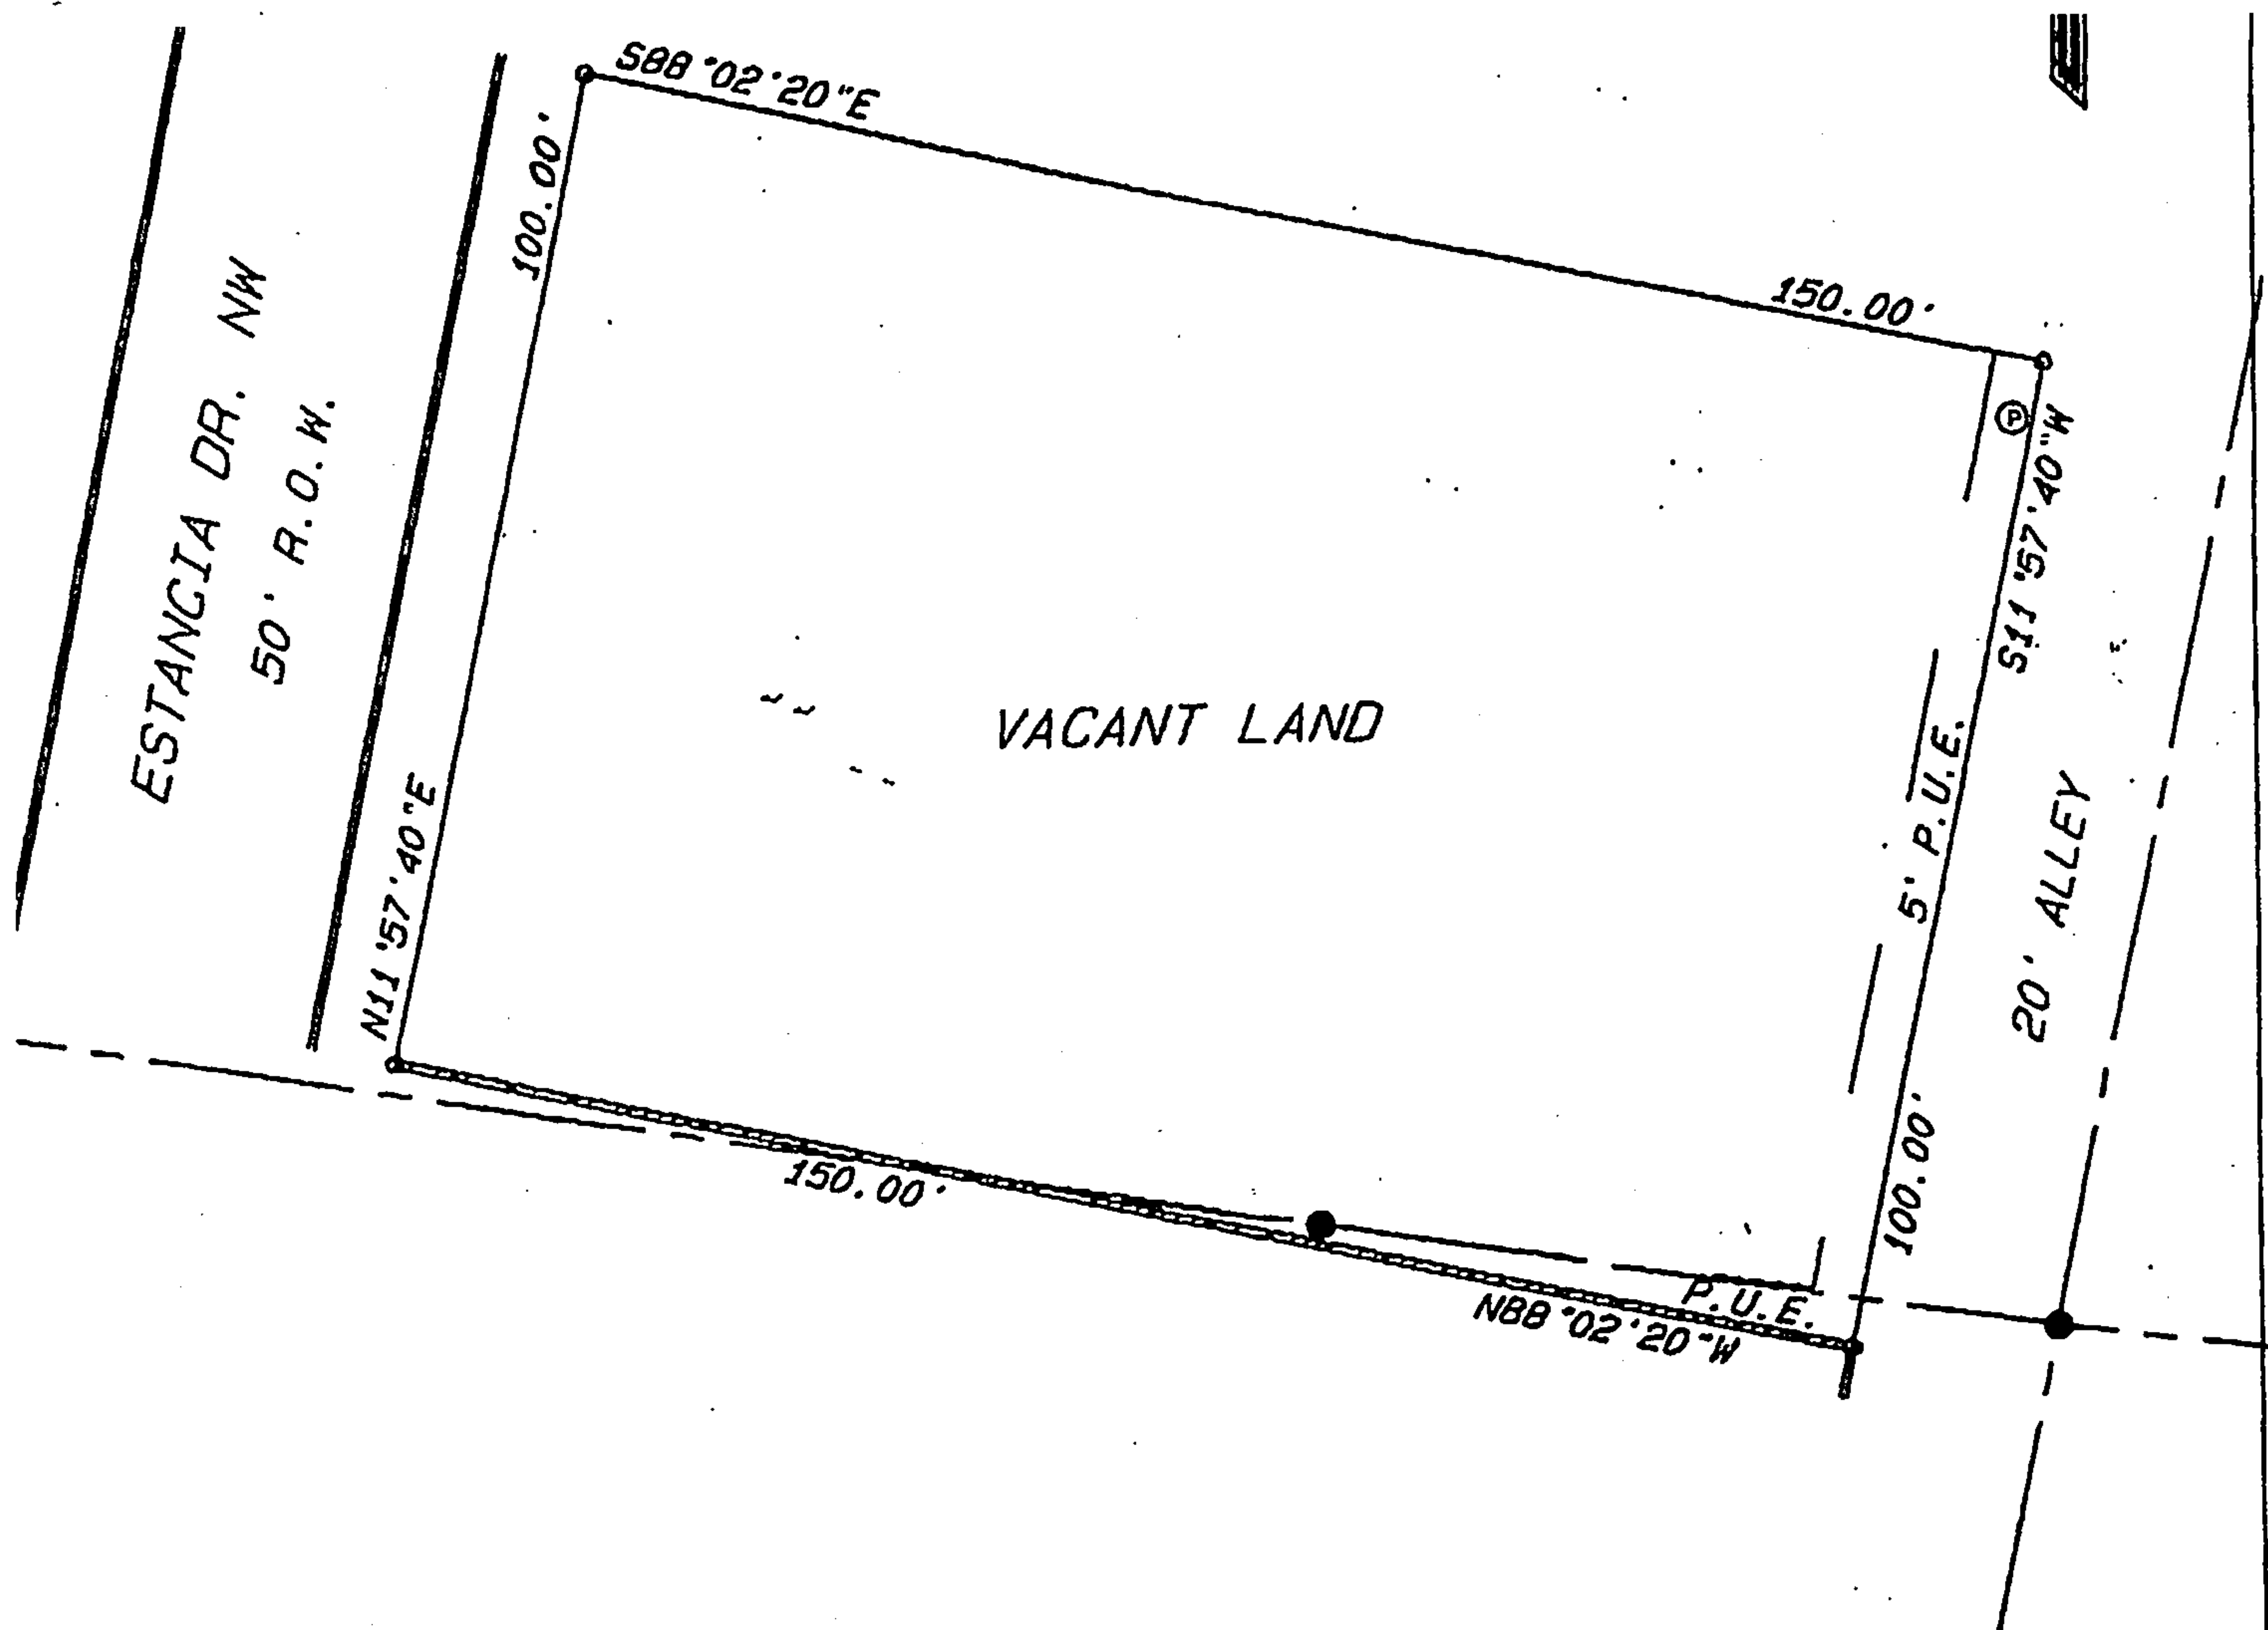 S88°02'20"E
100.00'
ESTANCIA DR. NW
50' R.O.W.
150.00'
P
S11°57'40"W
VACANT LAND
5' P.U.E.
20' ALLEY
N11°57'40"E
100.00'
150.00'
P.U.E.
N88°02'20"W